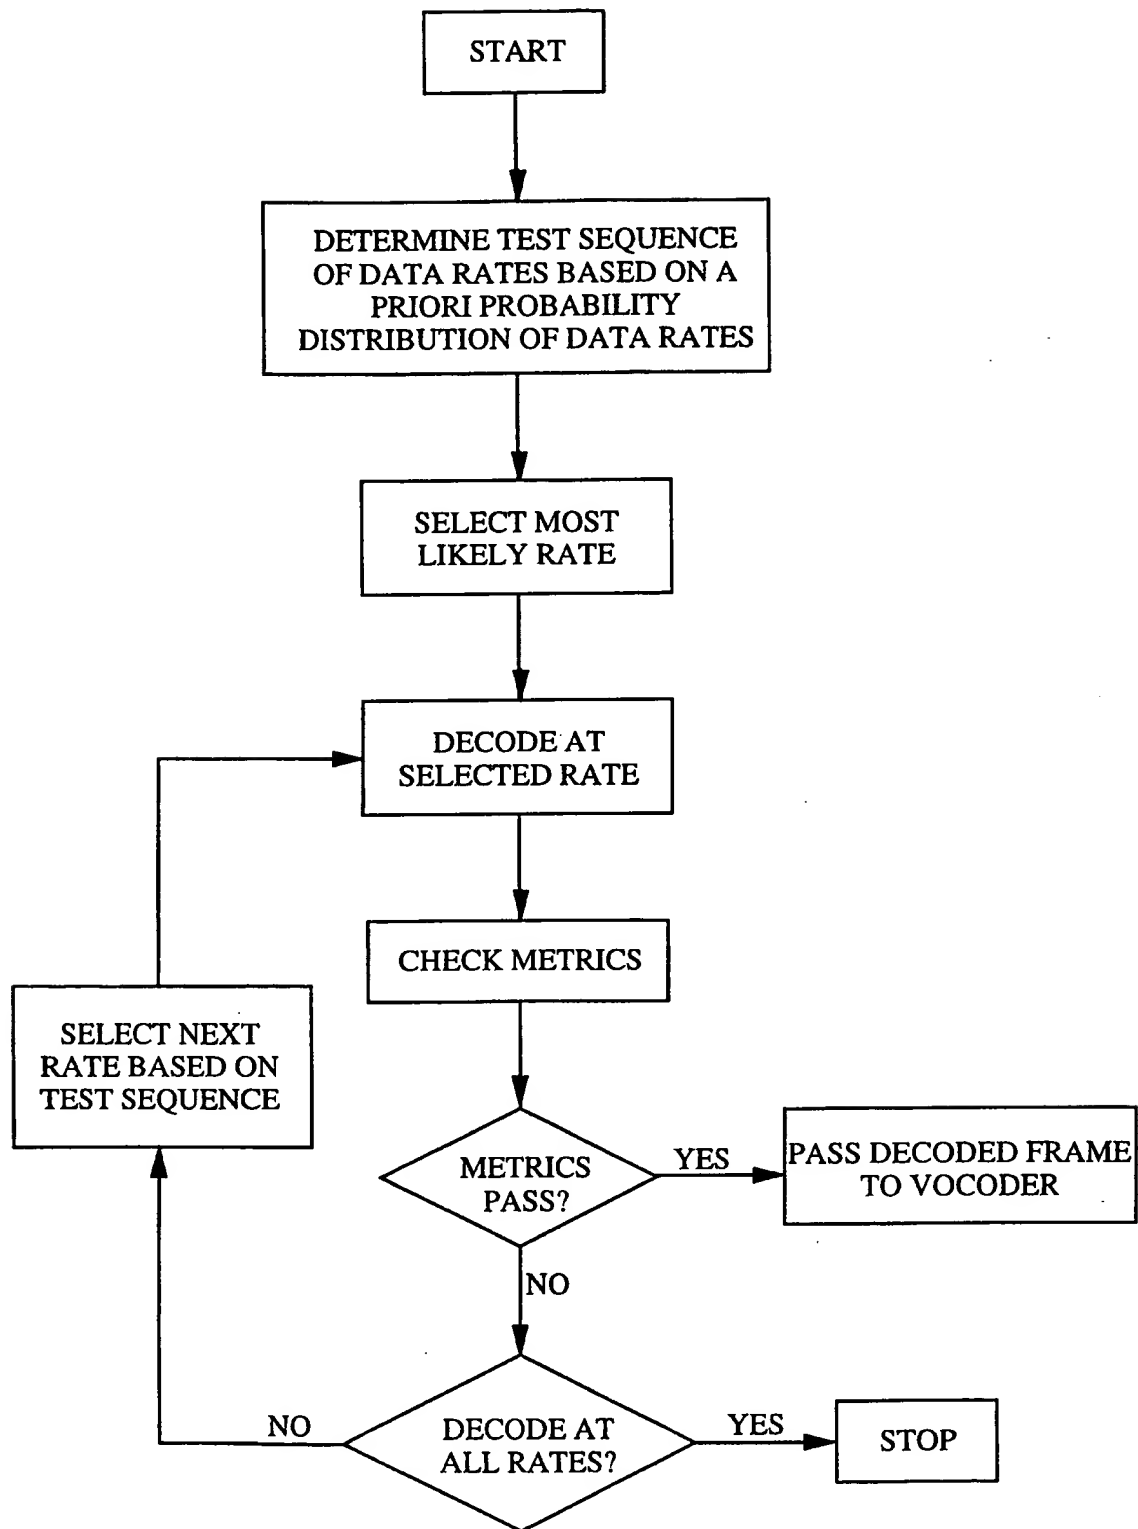 START
DETERMINE TEST SEQUENCE
OF DATA RATES BASED ON A
PRIORI PROBABILITY
DISTRIBUTION OF DATA RATES
SELECT MOST
LIKELY RATE
DECODE AT
SELECTED RATE
CHECK METRICS
SELECT NEXT
RATE BASED ON
TEST SEQUENCE
METRICS
PASS?
YES
PASS DECODED FRAME
TO VOCODER
NO
DECODE AT
ALL RATES?
NO
YES
STOP